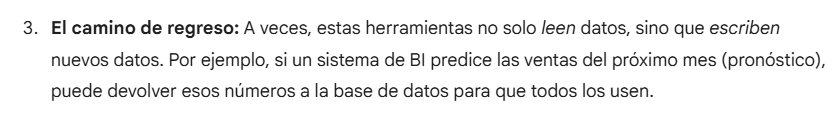 3. El camino de regreso: A veces, estas herramientas no solo leen datos, sino que escriben
nuevos datos. Por ejemplo, si un sistema de BI predice las ventas del próximo mes (pronóstico),
puede devolver esos números a la base de datos para que todos los usen.